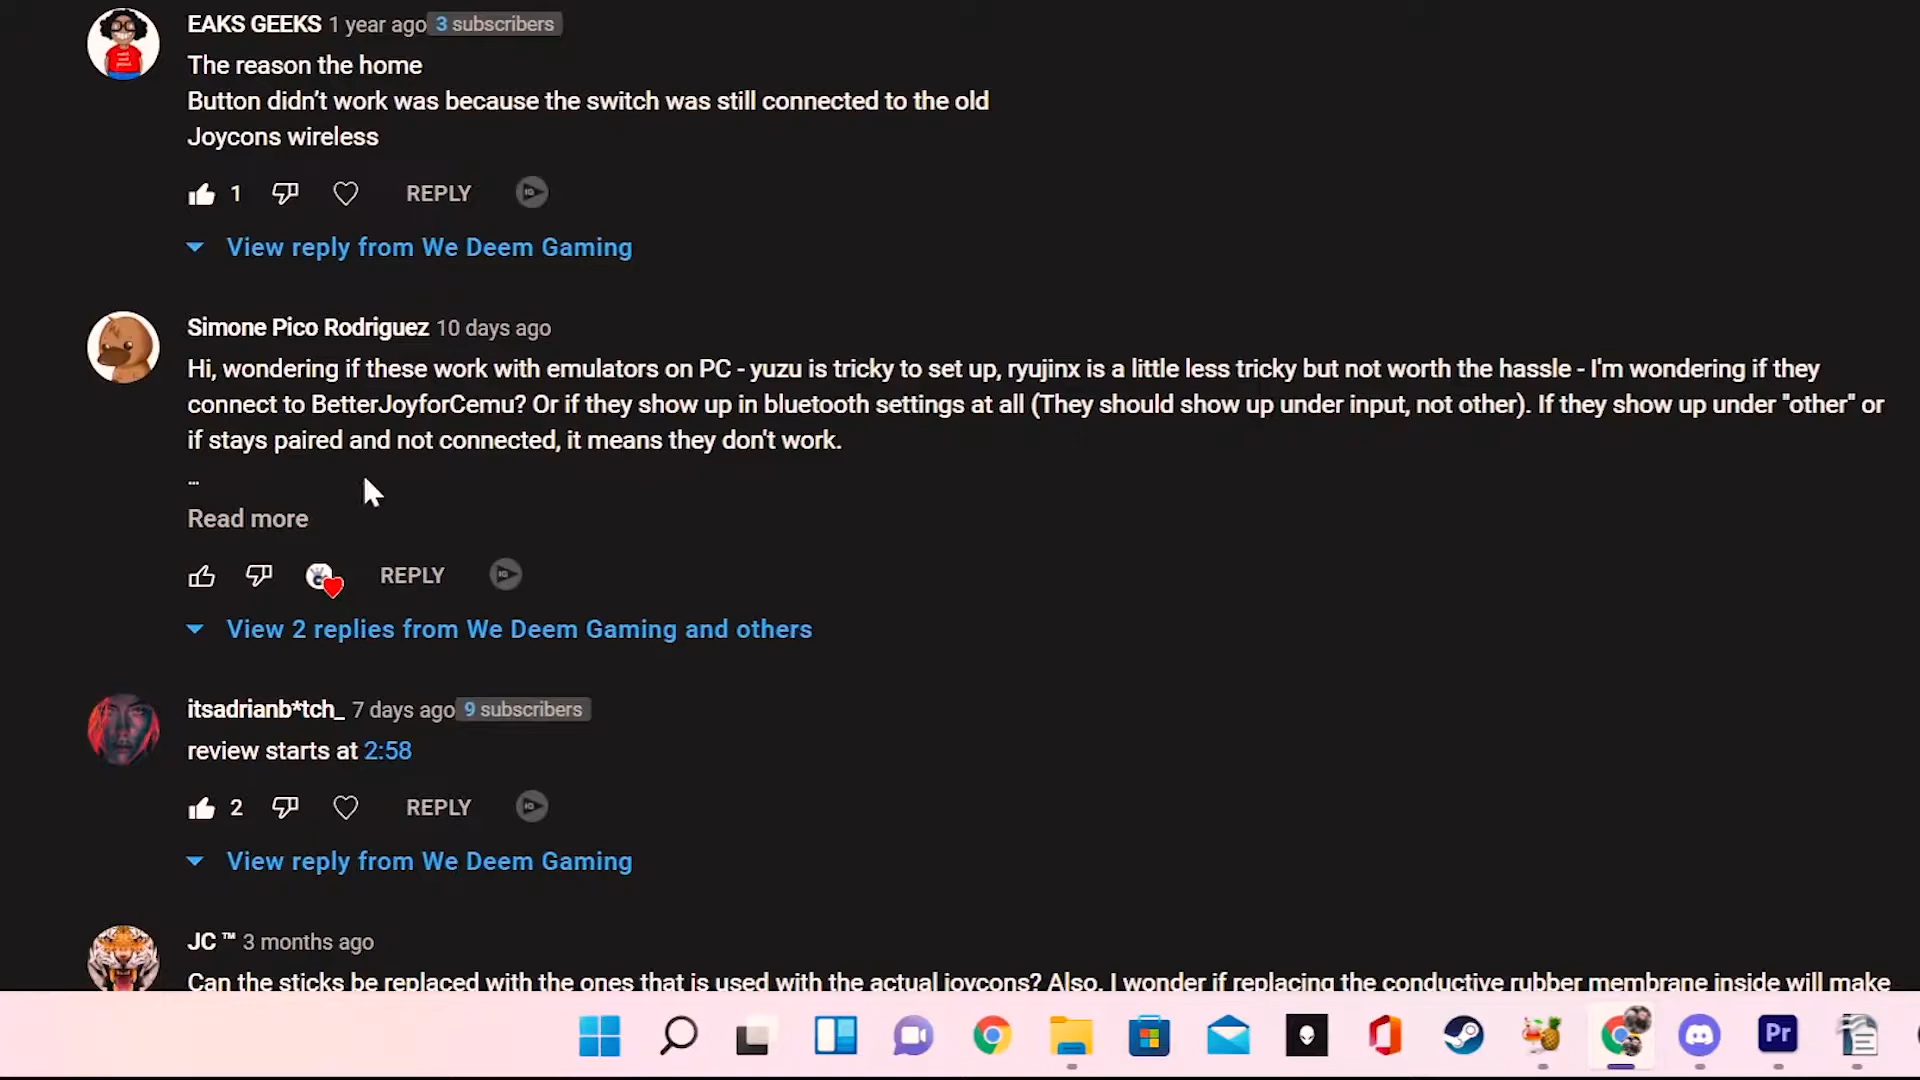 EAKS GEEKS 1 year ago 3 subscribers
The reason the home
Button didn’t work was because the switch was still connected to the old
Joycons wireless
1 REPLY
View reply from We Deem Gaming
Simone Pico Rodriguez 10 days ago
Hi, wondering if these work with emulators on PC - yuzu is tricky to set up, ryujinx is a little less tricky but not worth the hassle - I'm wondering if they
connect to BetterJoyforCemu? Or if they show up in bluetooth settings at all (They should show up under input, not other). If they show up under "other" or
if stays paired and not connected, it means they don't work.
...
Read more
REPLY
View 2 replies from We Deem Gaming and others
itsadrianb*tch_ 7 days ago 9 subscribers
review starts at 2:58
2 REPLY
View reply from We Deem Gaming
JC ™ 3 months ago
Can the sticks be replaced with the ones that is used with the actual joycons? Also, I wonder if replacing the conductive rubber membrane inside will make
Pr